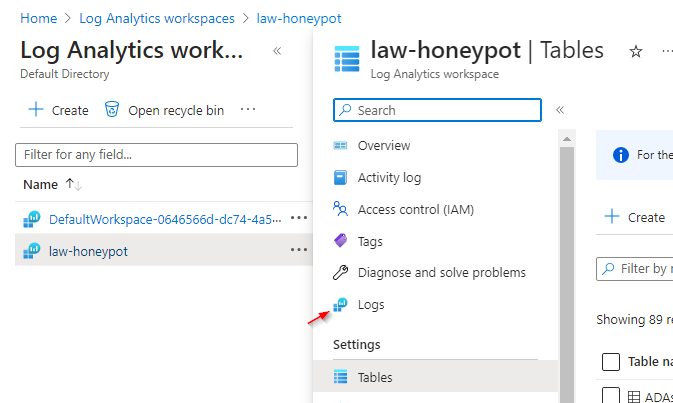 Home > Log Analytics workspaces > law-honeypot
Log Analytics work...
Default Directory
Create
Open recycle bin
Filter for any field...
Name
DefaultWorkspace-0646566d-dc74-4a5...
law-honeypot
law-honeypot | Tables
Log Analytics workspace
Search
Overview
Activity log
Access control (IAM)
Tags
Diagnose and solve problems
Logs
Settings
Tables
For the
Create
Filter by
Showing 89 re
Table na
ADAs